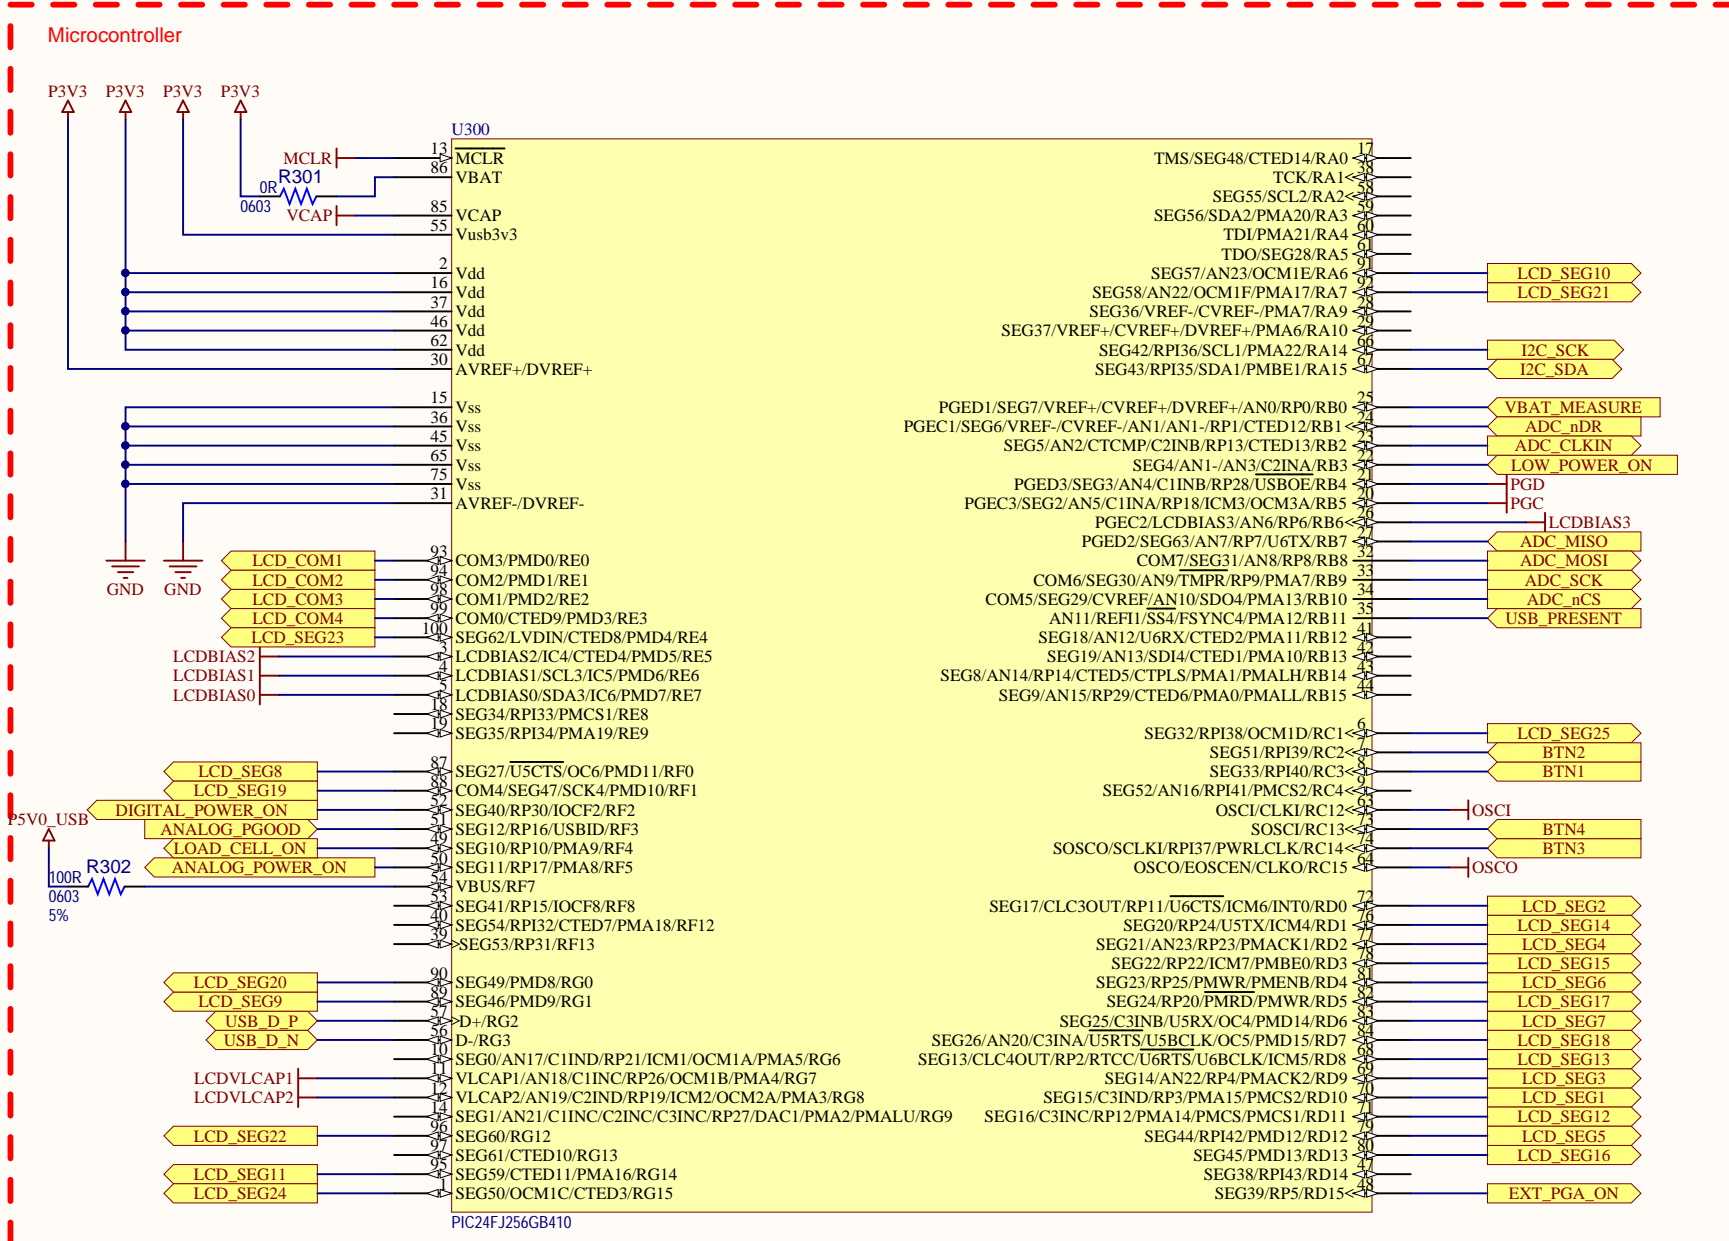 Microcontroller
P3V3 P3V3 P3V3 P3V3
U300
MCLR 13 MCLR
R301
0R
0603
86 VBAT
VCAP 85 VCAP
55 Vusb3v3
2 Vdd
16 Vdd
37 Vdd
46 Vdd
62 Vdd
30 AVREF+/DVREF+
15 Vss
36 Vss
45 Vss
65 Vss
75 Vss
31 AVREF-/DVREF-
GND GND
LCD_COM1 93 COM3/PMD0/RE0
LCD_COM2 94 COM2/PMD1/RE1
LCD_COM3 98 COM1/PMD2/RE2
LCD_COM4 99 COM0/CTED9/PMD3/RE3
LCD_SEG23 100 SEG62/LVDIN/CTED8/PMD4/RE4
LCDBIAS2 3 LCDBIAS2/IC4/CTED4/PMD5/RE5
LCDBIAS1 4 LCDBIAS1/SCL3/IC5/PMD6/RE6
LCDBIAS0 5 LCDBIAS0/SDA3/IC6/PMD7/RE7
18 SEG34/RPI33/PMCS1/RE8
19 SEG35/RPI34/PMA19/RE9
LCD_SEG8 87 SEG27/U5CTS/OC6/PMD11/RF0
LCD_SEG19 88 COM4/SEG47/SCK4/PMD10/RF1
DIGITAL_POWER_ON 52 SEG40/RP30/IOCF2/RF2
P5V0_USB
ANALOG_PGOOD 51 SEG12/RP16/USBID/RF3
LOAD_CELL_ON 49 SEG10/RP10/PMA9/RF4
ANALOG_POWER_ON 50 SEG11/RP17/PMA8/RF5
R302
100R
0603
5%
54 VBUS/RF7
53 SEG41/RP15/IOCF8/RF8
40 SEG54/RPI32/CTED7/PMA18/RF12
39 SEG53/RP31/RF13
LCD_SEG20 90 SEG49/PMD8/RG0
LCD_SEG9 89 SEG46/PMD9/RG1
USB_D_P 57 D+/RG2
USB_D_N 56 D-/RG3
10 SEG0/AN17/C1IND/RP21/ICM1/OCM1A/PMA5/RG6
LCDVLCAP1 11 VLCAP1/AN18/C1INC/RP26/OCM1B/PMA4/RG7
LCDVLCAP2 12 VLCAP2/AN19/C2IND/RP19/ICM2/OCM2A/PMA3/RG8
14 SEG1/AN21/C1INC/C2INC/C3INC/RP27/DAC1/PMA2/PMALU/RG9
LCD_SEG22 96 SEG60/RG12
97 SEG61/CTED10/RG13
LCD_SEG11 95 SEG59/CTED11/PMA16/RG14
LCD_SEG24 1 SEG50/OCM1C/CTED3/RG15
PIC24FJ256GB410
TMS/SEG48/CTED14/RA0 17
TCK/RA1 38
SEG55/SCL2/RA2 58
SEG56/SDA2/PMA20/RA3 59
TDI/PMA21/RA4 60
TDO/SEG28/RA5 61
SEG57/AN23/OCM1E/RA6 91 LCD_SEG10
SEG58/AN22/OCM1F/PMA17/RA7 92 LCD_SEG21
SEG36/VREF-/CVREF-/PMA7/RA9 28
SEG37/VREF+/CVREF+/DVREF+/PMA6/RA10 29
SEG42/RPI36/SCL1/PMA22/RA14 66 I2C_SCK
SEG43/RPI35/SDA1/PMBE1/RA15 67 I2C_SDA
PGED1/SEG7/VREF+/CVREF+/DVREF+/AN0/RP0/RB0 25 VBAT_MEASURE
PGEC1/SEG6/VREF-/CVREF-/AN1/AN1-/RP1/CTED12/RB1 24 ADC_nDR
SEG5/AN2/CTCMP/C2INB/RP13/CTED13/RB2 23 ADC_CLKIN
SEG4/AN1-/AN3/C2INA/RB3 22 LOW_POWER_ON
PGED3/SEG3/AN4/C1INB/RP28/USBOE/RB4 21 PGD
PGEC3/SEG2/AN5/C1INA/RP18/ICM3/OCM3A/RB5 20 PGC
PGEC2/LCDBIAS3/AN6/RP6/RB6 26 LCDBIAS3
PGED2/SEG63/AN7/RP7/U6TX/RB7 27 ADC_MISO
COM7/SEG31/AN8/RP8/RB8 32 ADC_MOSI
COM6/SEG30/AN9/TMPR/RP9/PMA7/RB9 33 ADC_SCK
COM5/SEG29/CVREF/AN10/SDO4/PMA13/RB10 34 ADC_nCS
AN11/REFI1/SS4/FSYNC4/PMA12/RB11 35 USB_PRESENT
SEG18/AN12/U6RX/CTED2/PMA11/RB12 41
SEG19/AN13/SDI4/CTED1/PMA10/RB13 42
SEG8/AN14/RP14/CTED5/CTPLS/PMA1/PMALH/RB14 43
SEG9/AN15/RP29/CTED6/PMA0/PMALL/RB15 44
SEG32/RPI38/OCM1D/RC1 6 LCD_SEG25
SEG51/RPI39/RC2 7 BTN2
SEG33/RPI40/RC3 8 BTN1
SEG52/AN16/RPI41/PMCS2/RC4 9
OSCI/CLKI/RC12 63 OSCI
SOSCI/RC13 73 BTN4
SOSCO/SCLKI/RPI37/PWRLCLK/RC14 74 BTN3
OSCO/EOSCEN/CLKO/RC15 64 OSCO
SEG17/CLC3OUT/RP11/U6CTS/ICM6/INT0/RD0 72 LCD_SEG2
SEG20/RP24/U5TX/ICM4/RD1 76 LCD_SEG14
SEG21/AN23/RP23/PMACK1/RD2 77 LCD_SEG4
SEG22/RP22/ICM7/PMBE0/RD3 78 LCD_SEG15
SEG23/RP25/PMWR/PMENB/RD4 81 LCD_SEG6
SEG24/RP20/PMRD/PMWR/RD5 82 LCD_SEG17
SEG25/C3INB/U5RX/OC4/PMD14/RD6 83 LCD_SEG7
SEG26/AN20/C3INA/U5RTS/U5BCLK/OC5/PMD15/RD7 84 LCD_SEG18
SEG13/CLC4OUT/RP2/RTCC/U6RTS/U6BCLK/ICM5/RD8 68 LCD_SEG13
SEG14/AN22/RP4/PMACK2/RD9 69 LCD_SEG3
SEG15/C3IND/RP3/PMA15/PMCS2/RD10 70 LCD_SEG1
SEG16/C3INC/RP12/PMA14/PMCS/PMCS1/RD11 71 LCD_SEG12
SEG44/RPI42/PMD12/RD12 79 LCD_SEG5
SEG45/PMD13/RD13 80 LCD_SEG16
SEG38/RPI43/RD14 47
SEG39/RP5/RD15 48 EXT_PGA_ON